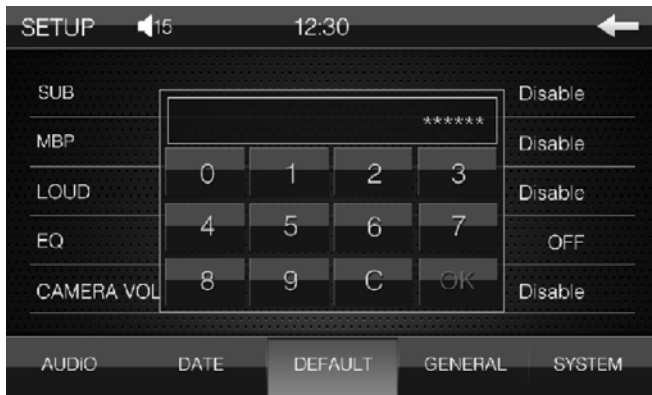 SETUP 15 12:30
SUB Disable
******
MBP Disable
0 1 2 3
LOUD Disable
4 5 6 7
EQ OFF
8 9 C OK
CAMERA VOL Disable
AUDIO DATE DEFAULT GENERAL SYSTEM